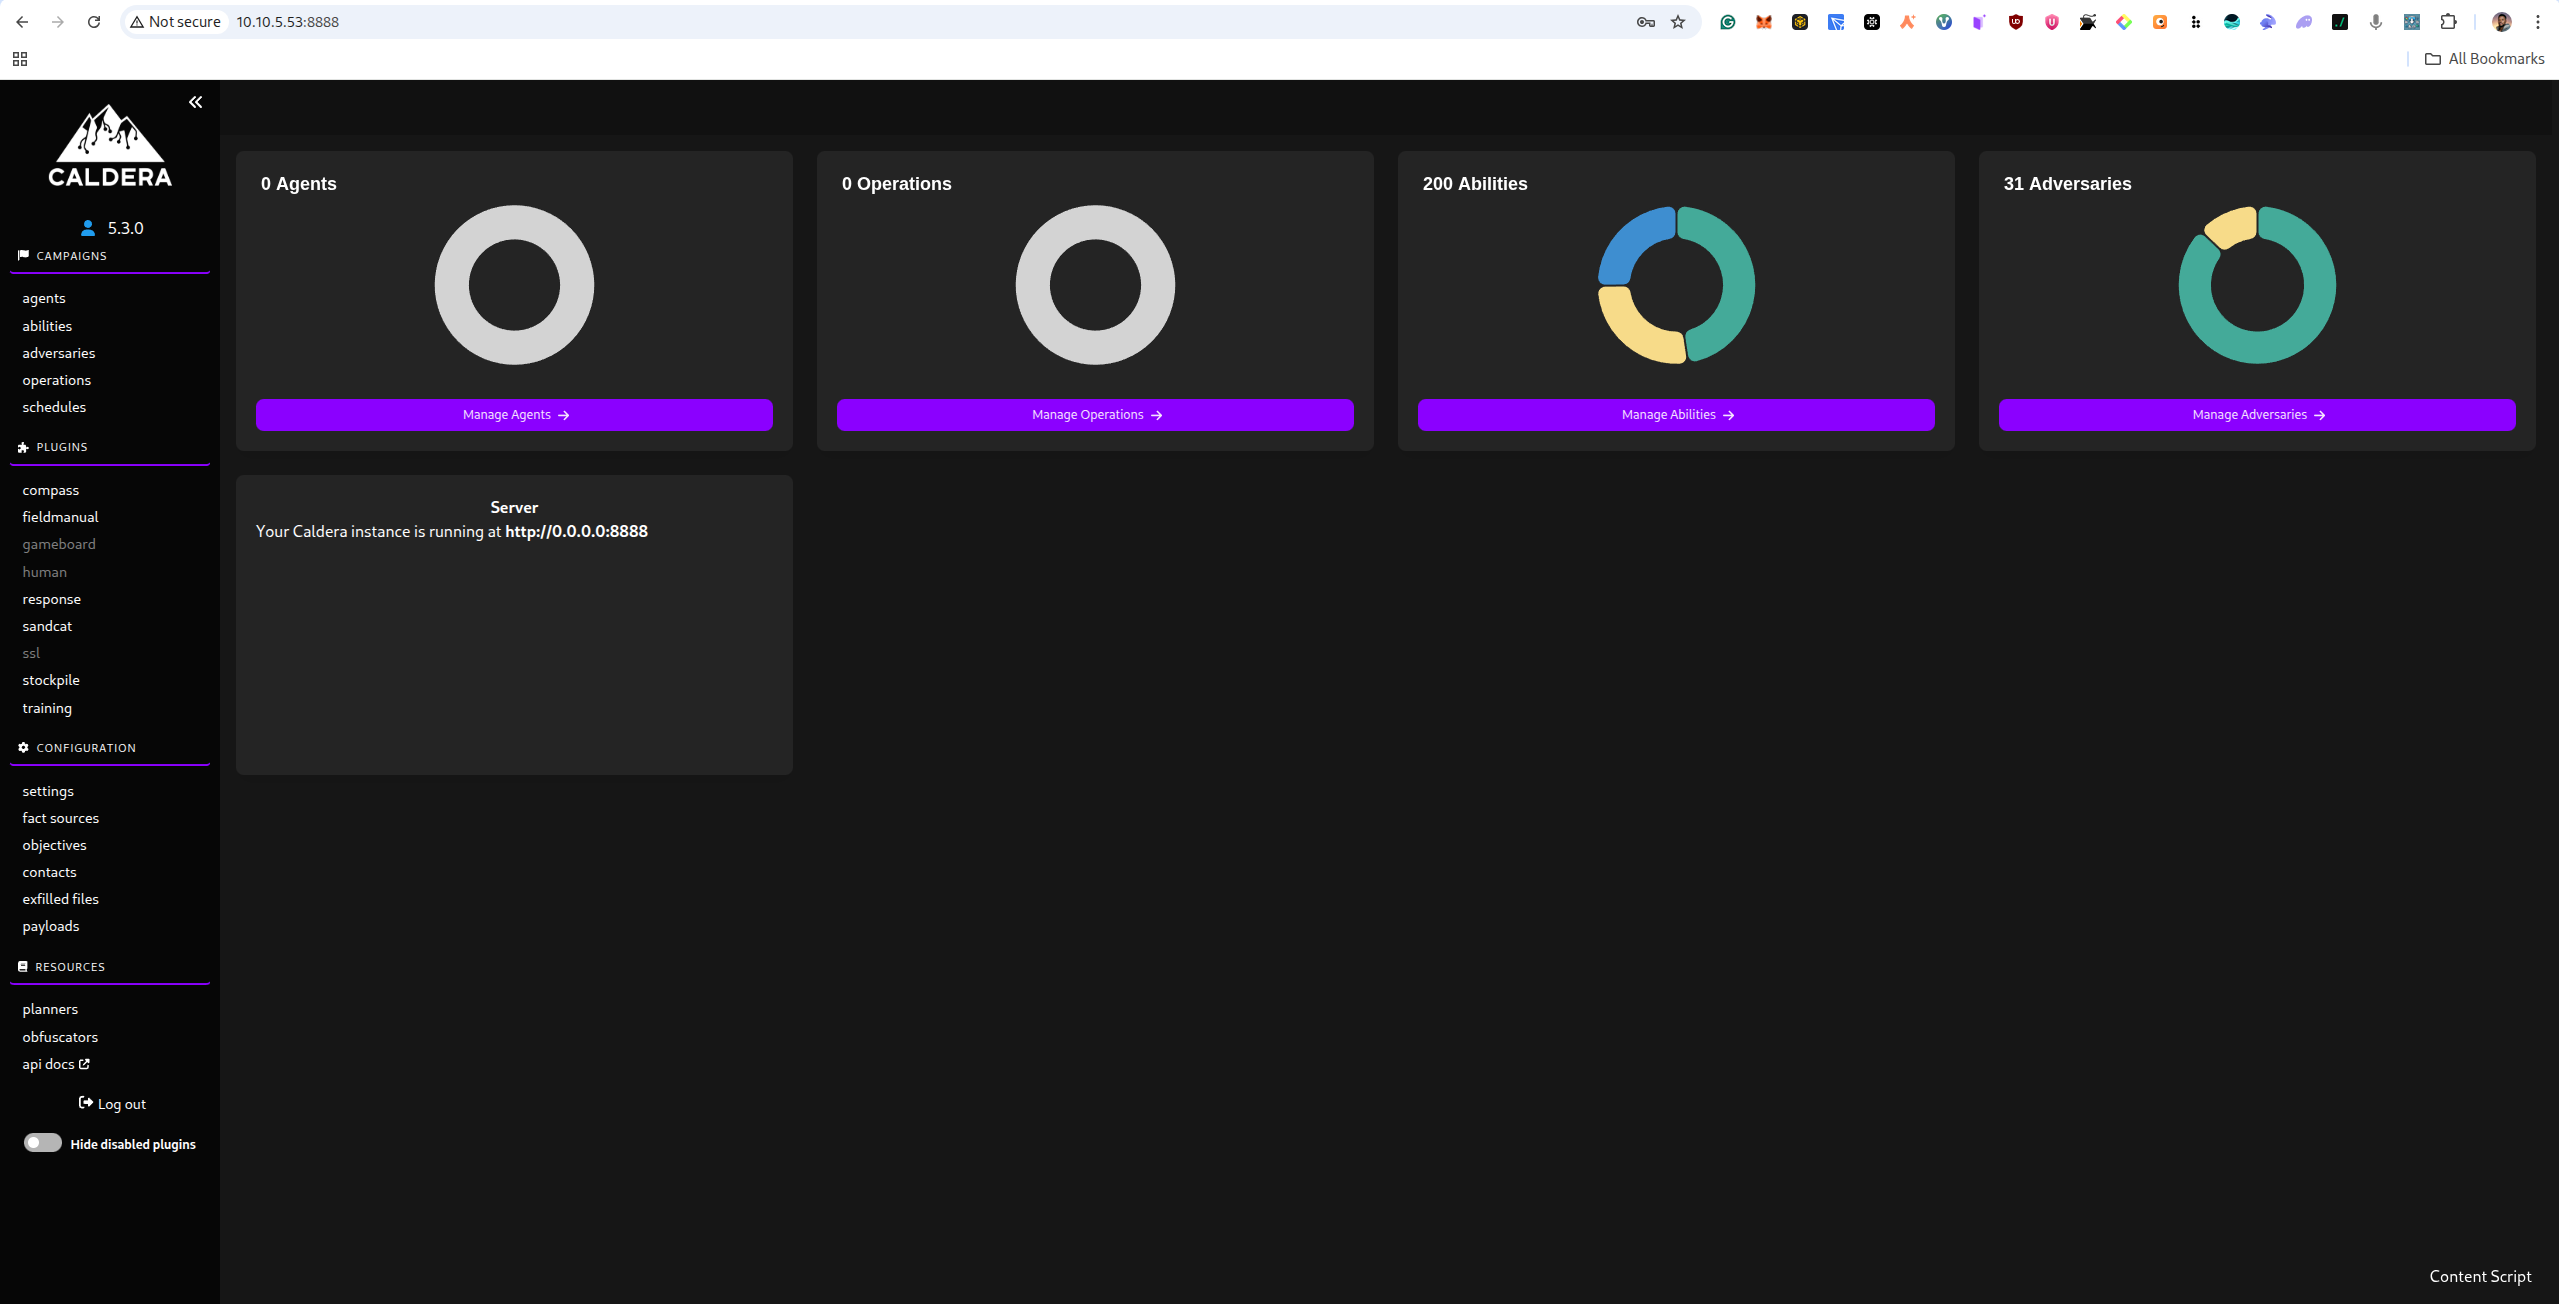 Not secure 10.10.5.53:8888
All Bookmarks
CALDERA
5.3.0
CAMPAIGNS
agents
abilities
adversaries
operations
schedules
PLUGINS
compass
fieldmanual
gameboard
human
response
sandcat
ssl
stockpile
training
CONFIGURATION
settings
fact sources
objectives
contacts
exfilled files
payloads
RESOURCES
planners
obfuscators
api docs
Log out
Hide disabled plugins
0 Agents
Manage Agents →
0 Operations
Manage Operations →
200 Abilities
Manage Abilities →
31 Adversaries
Manage Adversaries →
Server
Your Caldera instance is running at http://0.0.0.0:8888
Content Script